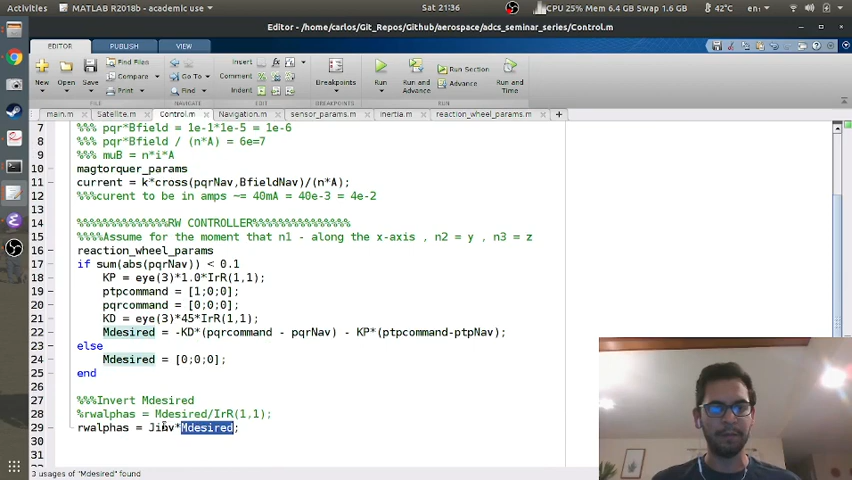 Activities MATLAB R2018b - academic use Sat 21:36 CPU 25% Mem 6.4 GB Swap 1.6 GB 42°C en
Editor - /home/carlos/Git_Repos/Github/aerospace/adcs_seminar_series/Control.m
EDITOR PUBLISH VIEW
New Open Save Find Files Compare Print Go To Find Insert Comment Indent Breakpoints Run Run and Advance Run Section Advance Run and Time
FILE NAVIGATE EDIT BREAKPOINTS RUN
main.m Satellite.m Control.m Navigation.m sensor_params.m inertia.m reaction_wheel_params.m
7 %%% pqr*Bfield = 1e-1*1e-5 = 1e-6
8 %%% pqr*Bfield / (n*A) = 6e=7
9 %%% muB = n*i*A
10 magtorquer_params
11 current = k*cross(pqrNav,BfieldNav)/(n*A);
12 %%%curent to be in amps ~= 40mA = 40e-3 = 4e-2
13
14 %%%%%%%%%%%%%%RW CONTROLLER%%%%%%%%%%%%%%%
15 %%%%Assume for the moment that n1 - along the x-axis , n2 = y , n3 = z
16 reaction_wheel_params
17 if sum(abs(pqrNav)) < 0.1
18 KP = eye(3)*1.0*IrR(1,1);
19 ptpcommand = [1;0;0];
20 pqrcommand = [0;0;0];
21 KD = eye(3)*45*IrR(1,1);
22 Mdesired = -KD*(pqrcommand - pqrNav) - KP*(ptpcommand-ptpNav);
23 else
24 Mdesired = [0;0;0];
25 end
26
27 %%%Invert Mdesired
28 %rwalphas = Mdesired/IrR(1,1);
29 rwalphas = Jinv*Mdesired;
30
31
3 usages of "Mdesired" found